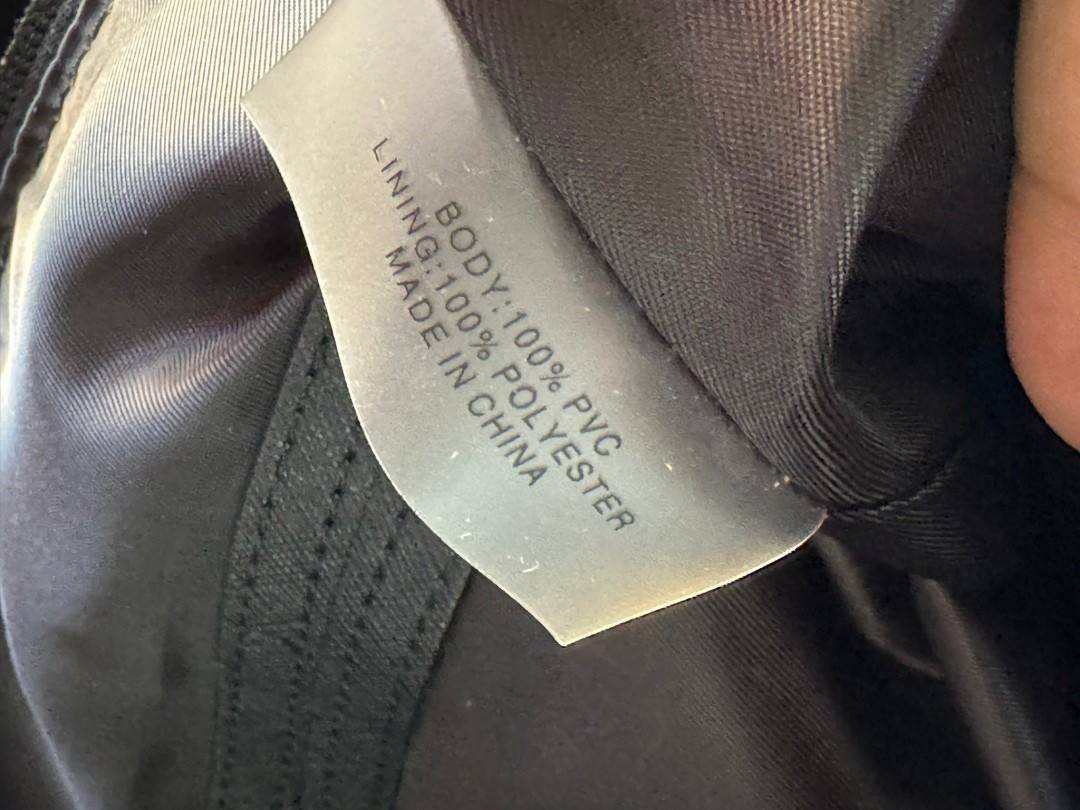 BODY:100% PVC
LINING:100% POLYESTER
MADE IN CHINA